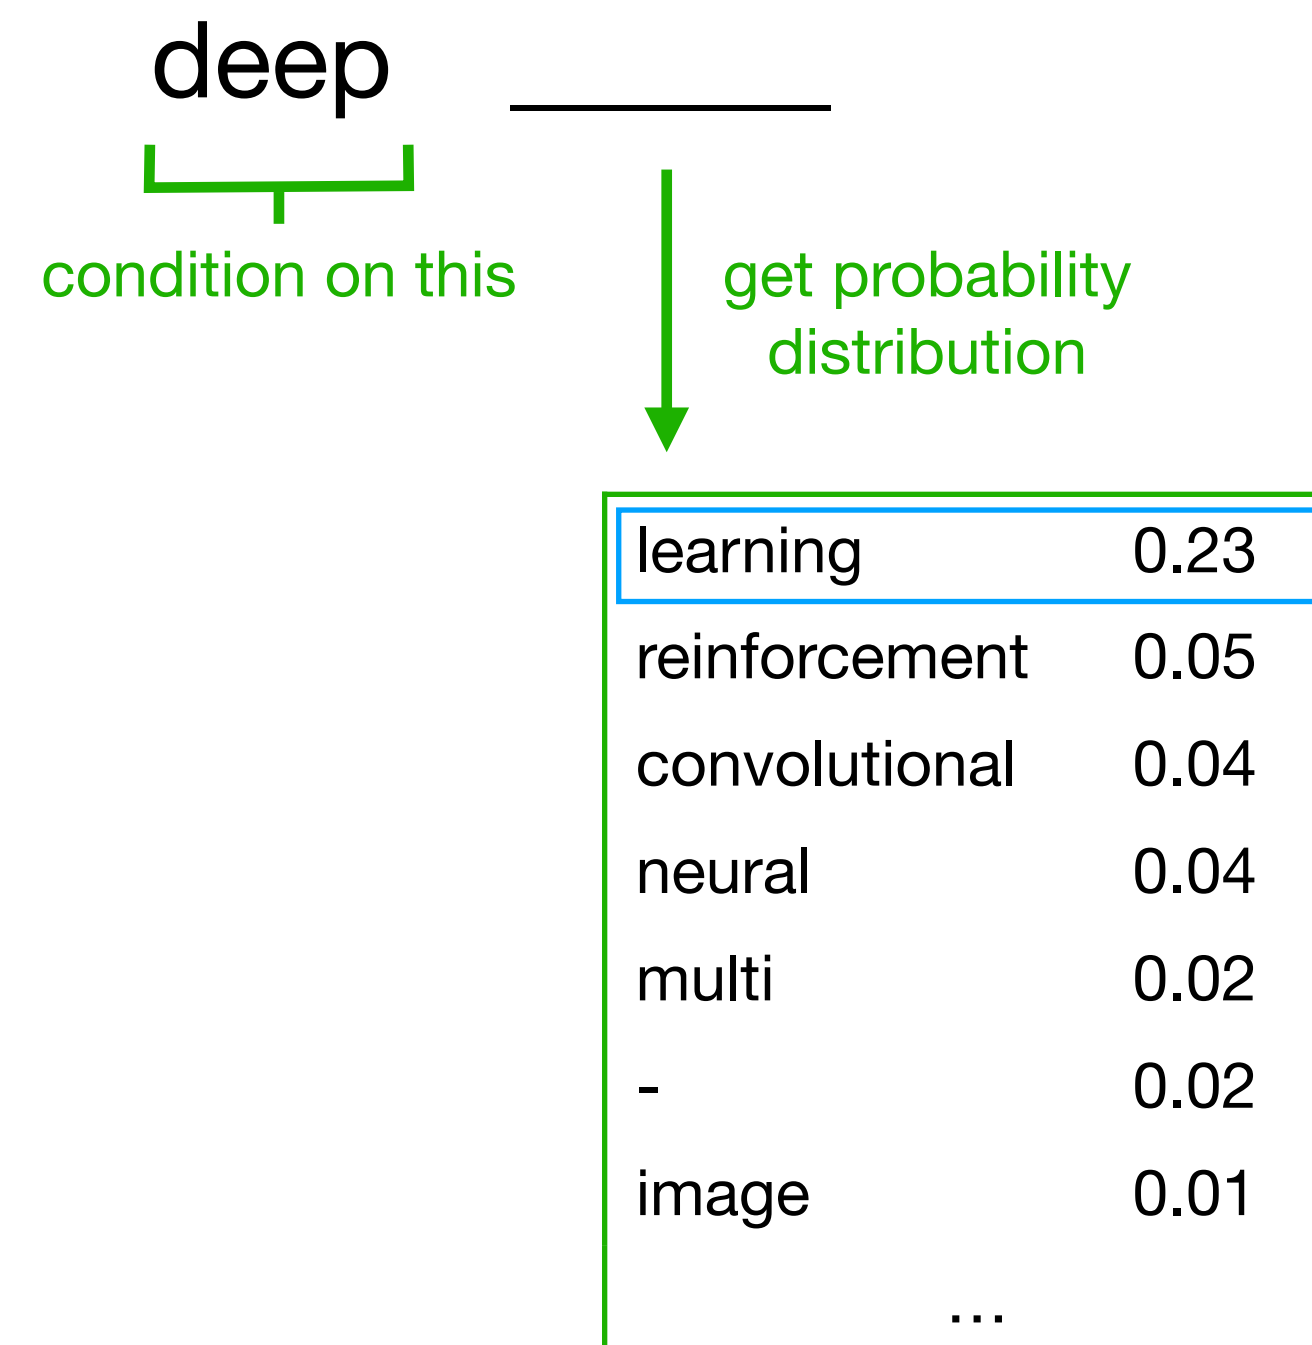 deep
condition on this
get probability
distribution
learning 0.23
reinforcement 0.05
convolutional 0.04
neural 0.04
multi 0.02
- 0.02
image 0.01
...